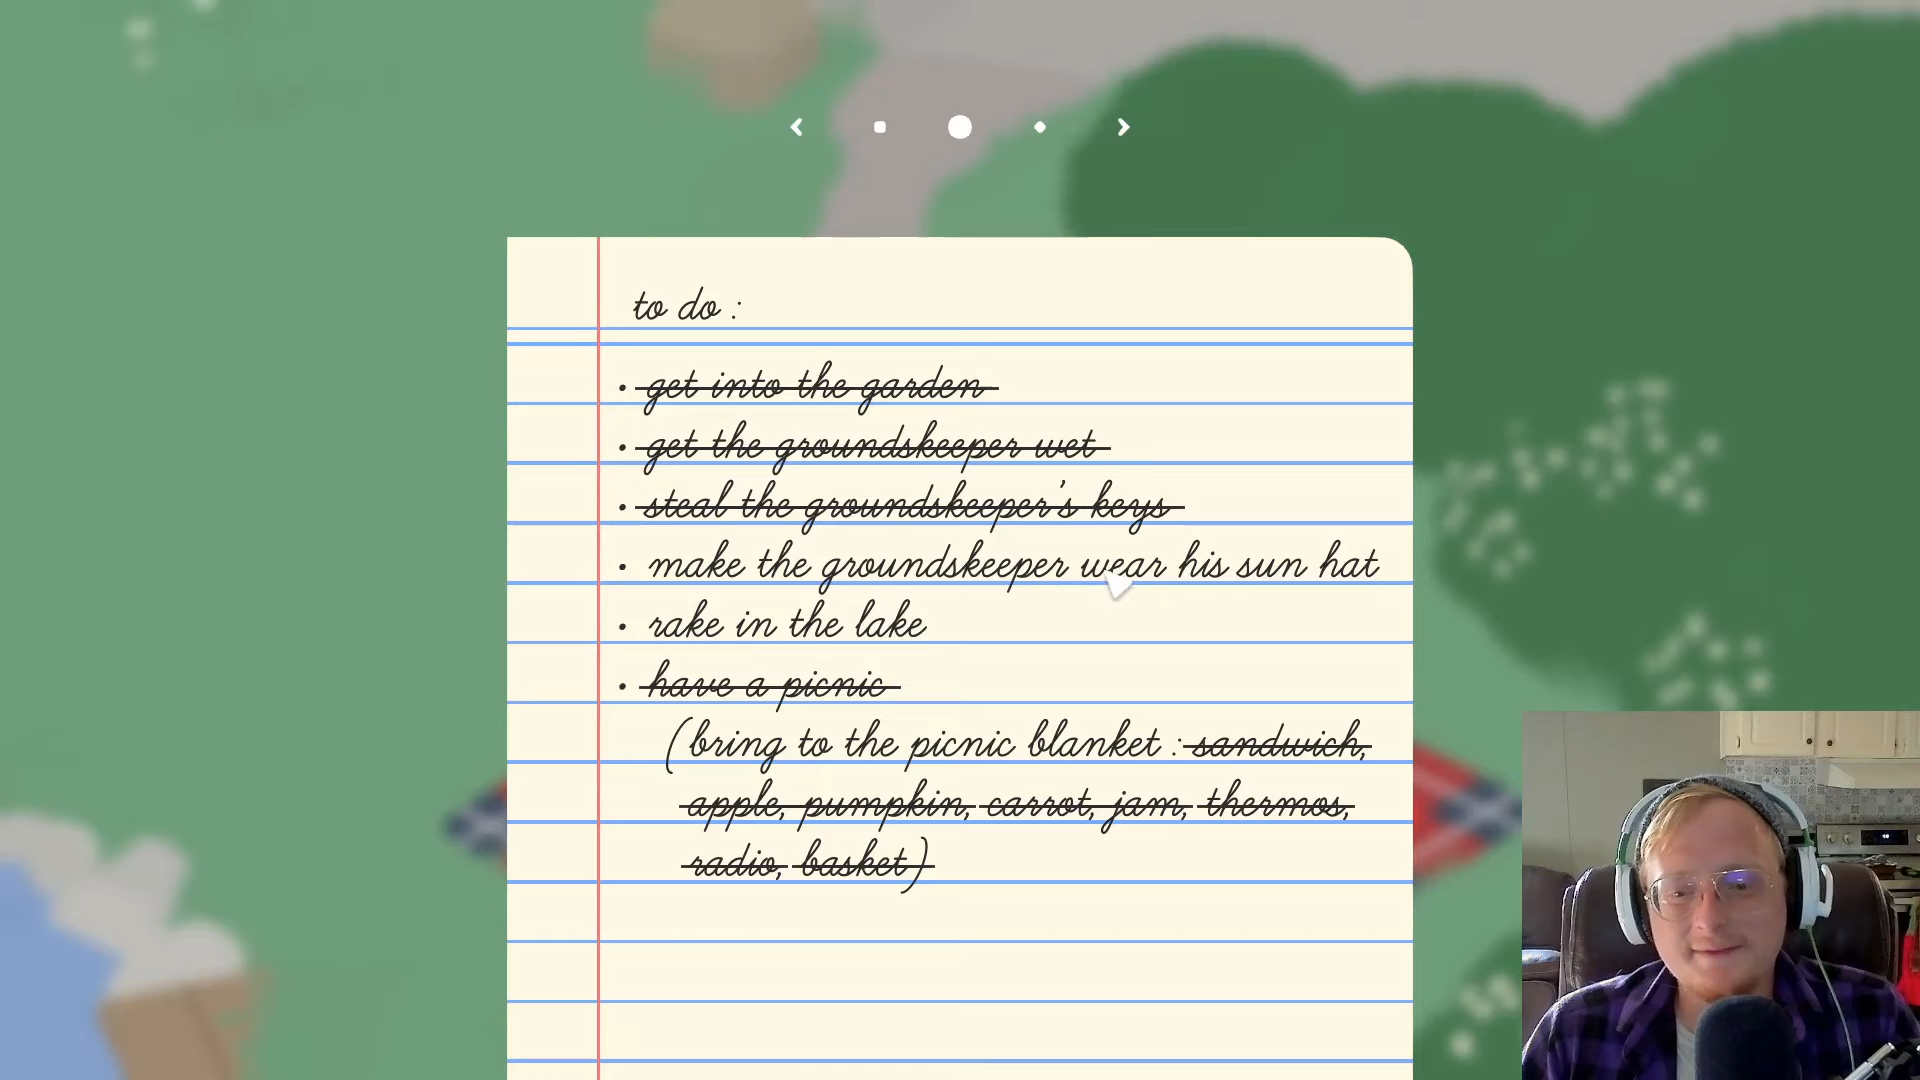 to do :
• get into the garden
• get the groundskeeper wet
• steal the groundskeeper's keys
• make the groundskeeper wear his sun hat
• rake in the lake
• have a picnic
(bring to the picnic blanket : sandwich,
apple, pumpkin, carrot, jam, thermos,
radio, basket)